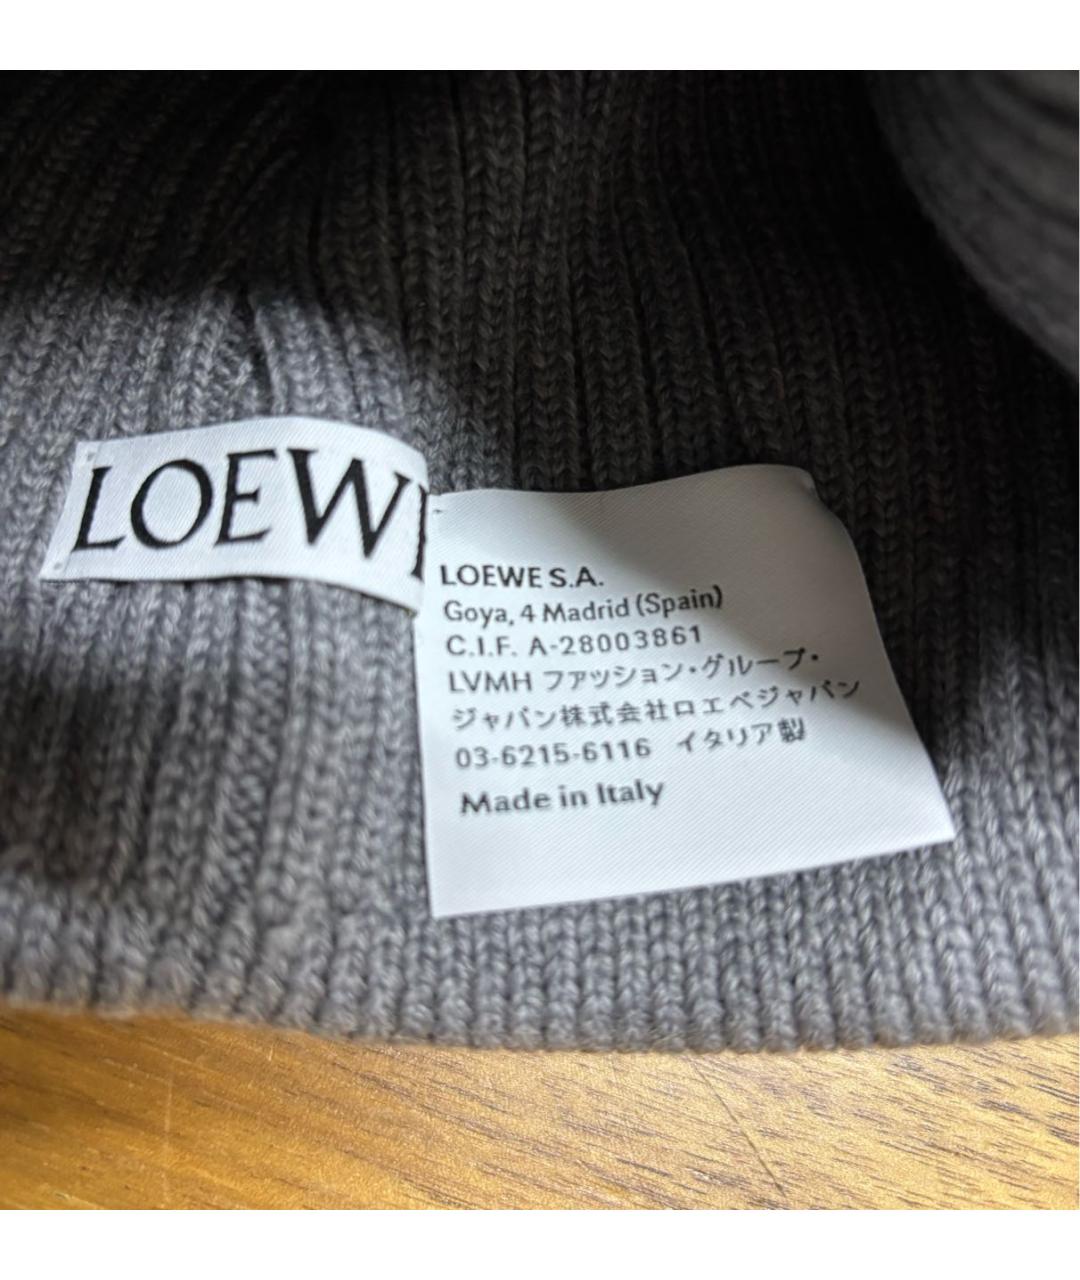 LOEWE
LOEWE S.A.
Goya, 4 Madrid (Spain)
C.I.F. A-28003861
LVMH ファッション・グループ・
ジャパン株式会社ロエベジャパン
03-6215-6116 イタリア製
Made in Italy